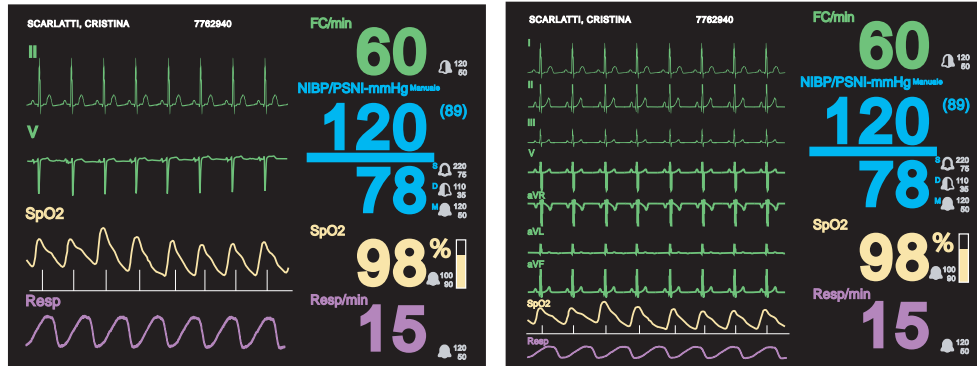 SCARLATTI, CRISTINA 7762940
FC/min
II
60
120
50
NIBP/PSNI-mmHg Manuale
120
(89)
V
78
S 220
75
D 110
35
M 120
50
SpO2
SpO2
98%
100
90
Resp
Resp/min
15
120
50
SCARLATTI, CRISTINA 7762940
FC/min
I
60
120
50
II
NIBP/PSNI-mmHg Manuale
120
(89)
III
V
78
S 220
75
D 110
35
M 120
50
aVR
aVL
SpO2
98%
100
90
aVF
Resp/min
SpO2
15
Resp
120
50